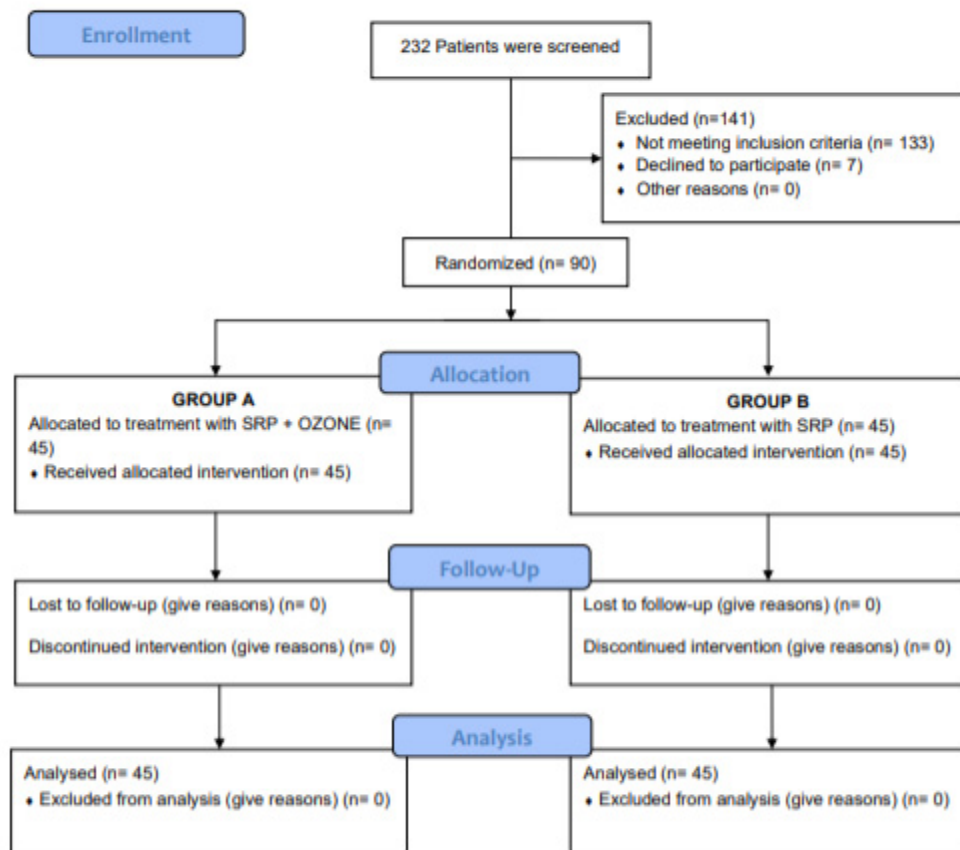 Enrollment
232 Patients were screened
Excluded (n=141)
♦ Not meeting inclusion criteria (n= 133)
♦ Declined to participate (n= 7)
♦ Other reasons (n= 0)
Randomized (n= 90)
Allocation
GROUP A
Allocated to treatment with SRP + OZONE (n=
45)
♦ Received allocated intervention (n= 45)
GROUP B
Allocated to treatment with SRP (n= 45)
♦ Received allocated intervention (n= 45)
Follow-Up
Lost to follow-up (give reasons) (n= 0)
Discontinued intervention (give reasons) (n= 0)
Lost to follow-up (give reasons) (n= 0)
Discontinued intervention (give reasons) (n= 0)
Analysis
Analysed (n= 45)
♦ Excluded from analysis (give reasons) (n= 0)
Analysed (n= 45)
♦ Excluded from analysis (give reasons) (n= 0)